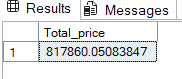 Results Messages
Total_price
1 817860.05083847